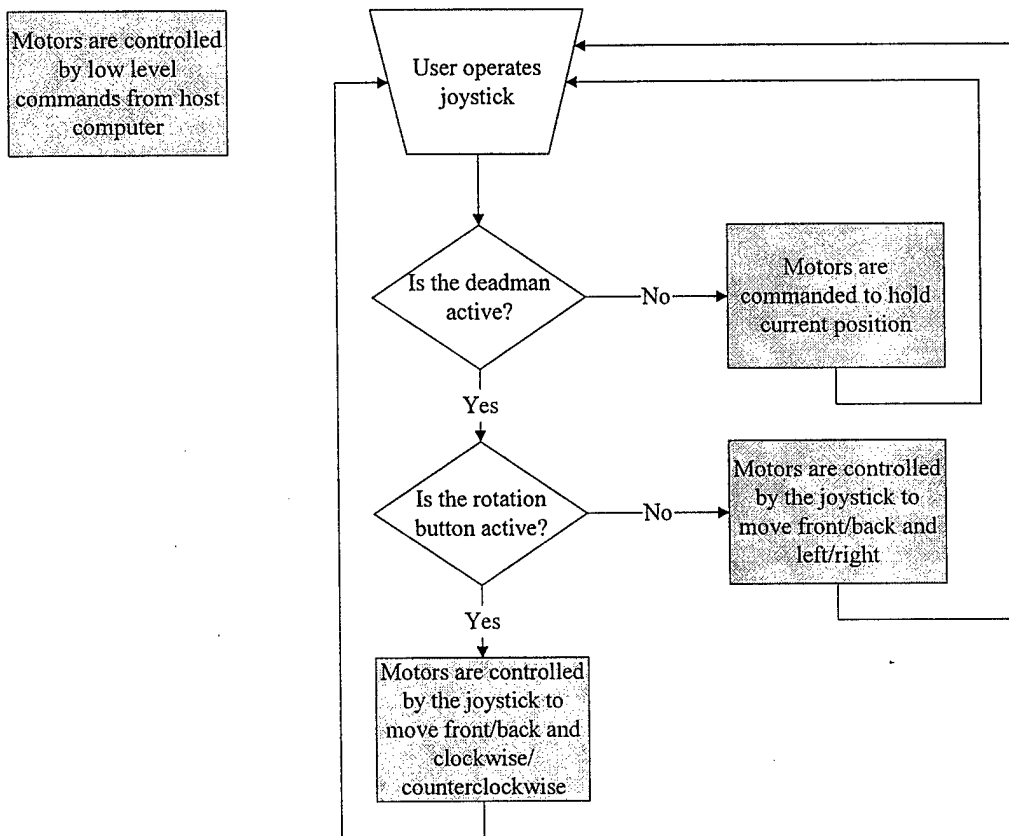 Motors are controlled
by low level
commands from host
computer
User operates
joystick
Is the deadman
active?
No
Motors are
commanded to hold
current position
Yes
Is the rotation
button active?
No
Motors are controlled
by the joystick to
move front/back and
left/right
Yes
Motors are controlled
by the joystick to
move front/back and
clockwise/
counterclockwise